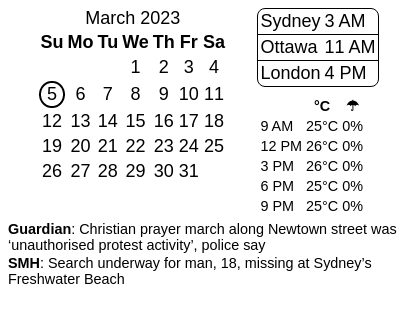 March 2023
Su Mo Tu We Th Fr Sa
1 2 3 4
5 6 7 8 9 10 11
12 13 14 15 16 17 18
19 20 21 22 23 24 25
26 27 28 29 30 31
Sydney 3 AM
Ottawa 11 AM
London 4 PM
°C ☂
9 AM 25°C 0%
12 PM 26°C 0%
3 PM 26°C 0%
6 PM 25°C 0%
9 PM 25°C 0%
Guardian: Christian prayer march along Newtown street was
‘unauthorised protest activity’, police say
SMH: Search underway for man, 18, missing at Sydney’s
Freshwater Beach